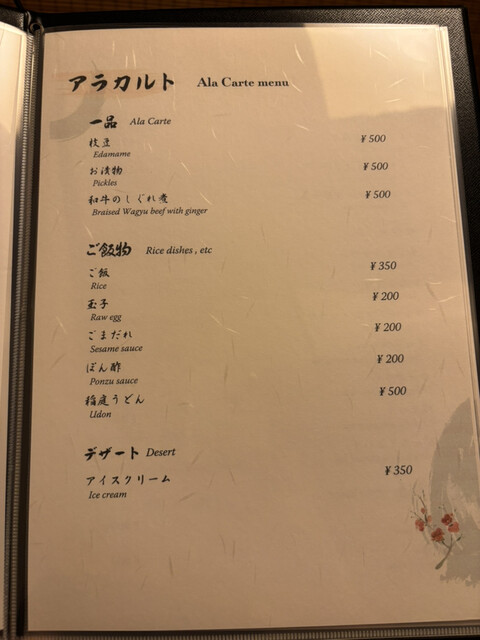 アラカルト Ala Carte menu
一品 Ala Carte
枝豆 ¥500
Edamame
お漬物 ¥500
Pickles
和牛のしぐれ煮 ¥500
Braised Wagyu beef with ginger
ご飯物 Rice dishes , etc
ご飯 ¥350
Rice
玉子 ¥200
Raw egg
ごまだれ ¥200
Sesame sauce
ぽん酢 ¥200
Ponzu sauce
稲庭うどん ¥500
Udon
デザート Desert
アイスクリーム ¥350
Ice cream